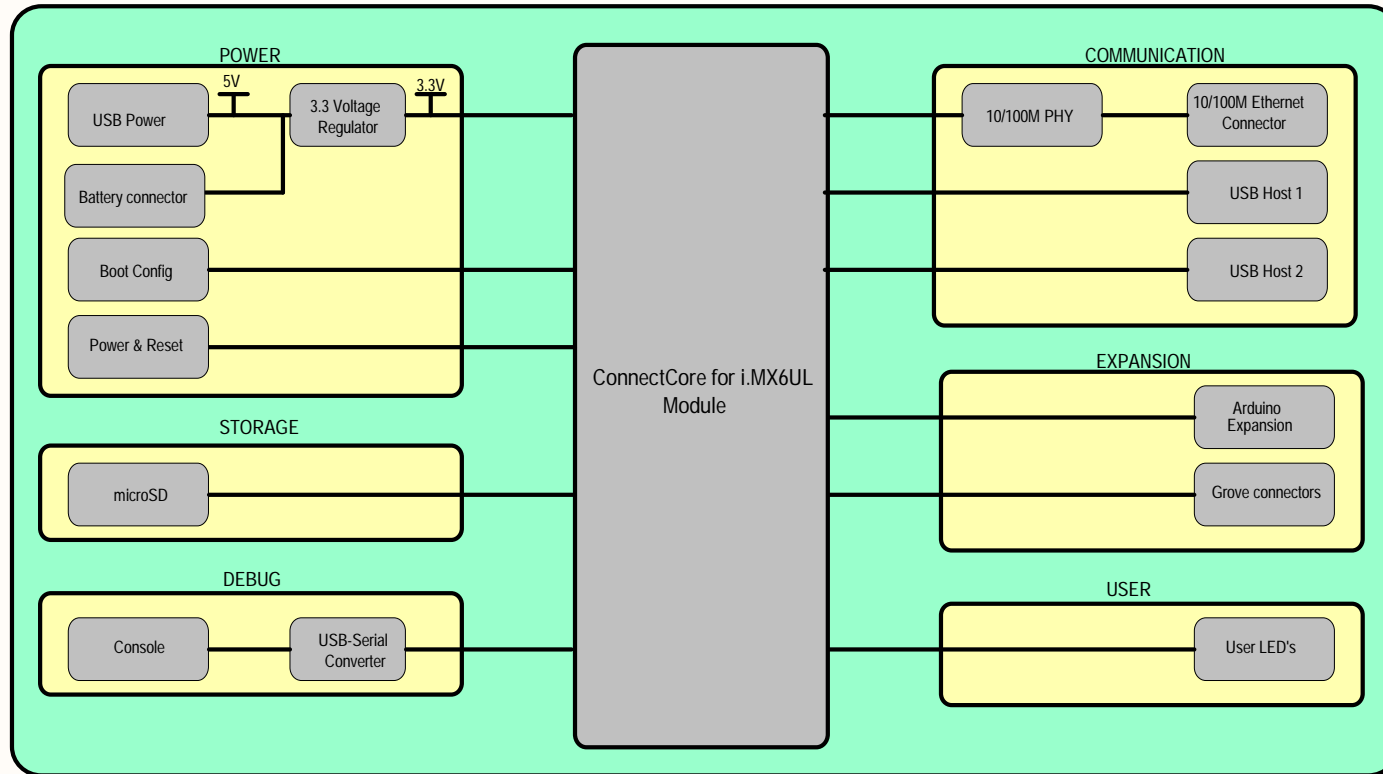 POWER
5V
3.3V
USB Power
3.3 Voltage
Regulator
Battery connector
Boot Config
Power & Reset
STORAGE
microSD
DEBUG
Console
USB-Serial
Converter
ConnectCore for i.MX6UL
Module
COMMUNICATION
10/100M PHY
10/100M Ethernet
Connector
USB Host 1
USB Host 2
EXPANSION
Arduino
Expansion
Grove connectors
USER
User LED's